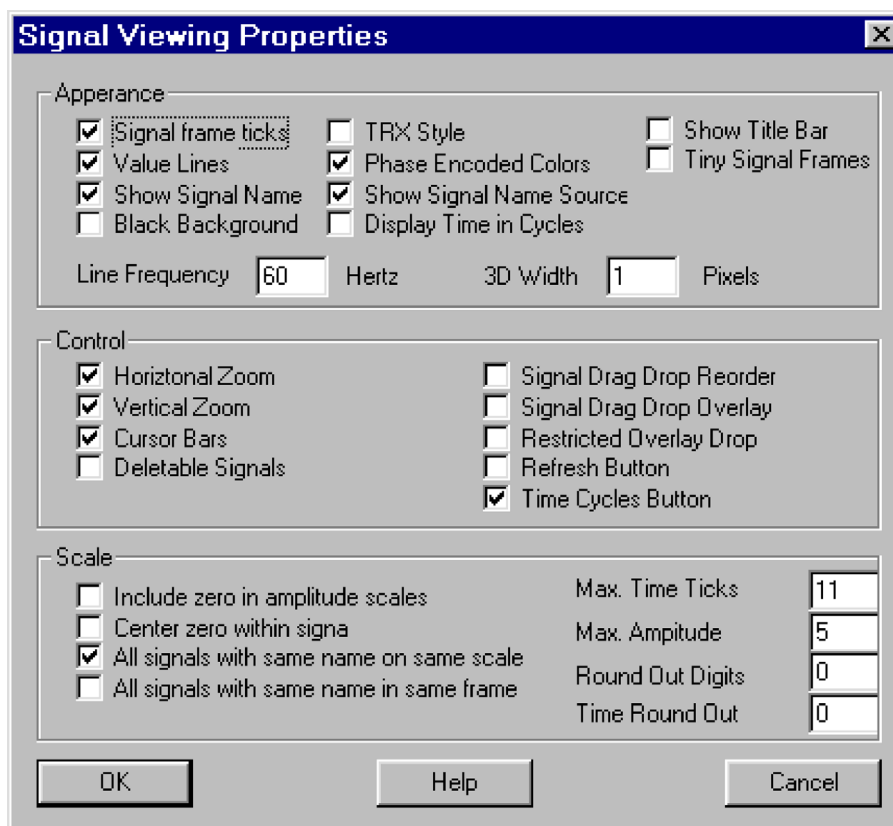 Signal Viewing Properties
Apperance
Signal frame ticks
TRX Style
Show Title Bar
Value Lines
Phase Encoded Colors
Tiny Signal Frames
Show Signal Name
Show Signal Name Source
Black Background
Display Time in Cycles
Line Frequency 60 Hertz 3D Width 1 Pixels
Control
Horiztonal Zoom
Signal Drag Drop Reorder
Vertical Zoom
Signal Drag Drop Overlay
Cursor Bars
Restricted Overlay Drop
Deletable Signals
Refresh Button
Time Cycles Button
Scale
Include zero in amplitude scales
Max. Time Ticks 11
Center zero within signa
Max. Ampitude 5
All signals with same name on same scale
Round Out Digits 0
All signals with same name in same frame
Time Round Out 0
OK
Help
Cancel